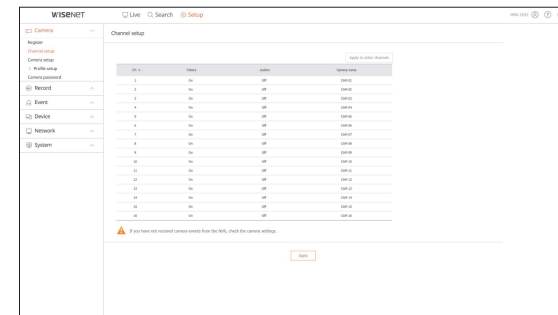 WISENET
Live Search Setup
Camera
Register
Channel setup
Camera setup
Profile setup
Camera password
Record
Event
Device
Network
System
Channel setup
Apply to other channels
CH Video Audio Camera name
1 On Off CAM 01
2 On Off CAM 02
3 On Off CAM 03
4 On Off CAM 04
5 On Off CAM 05
6 On Off CAM 06
7 On Off CAM 07
8 On Off CAM 08
9 On Off CAM 09
10 On Off CAM 10
11 On Off CAM 11
12 On Off CAM 12
13 On Off CAM 13
14 On Off CAM 14
15 On Off CAM 15
16 On Off CAM 16
If you have not received camera events from the NVR, check the camera settings.
Apply